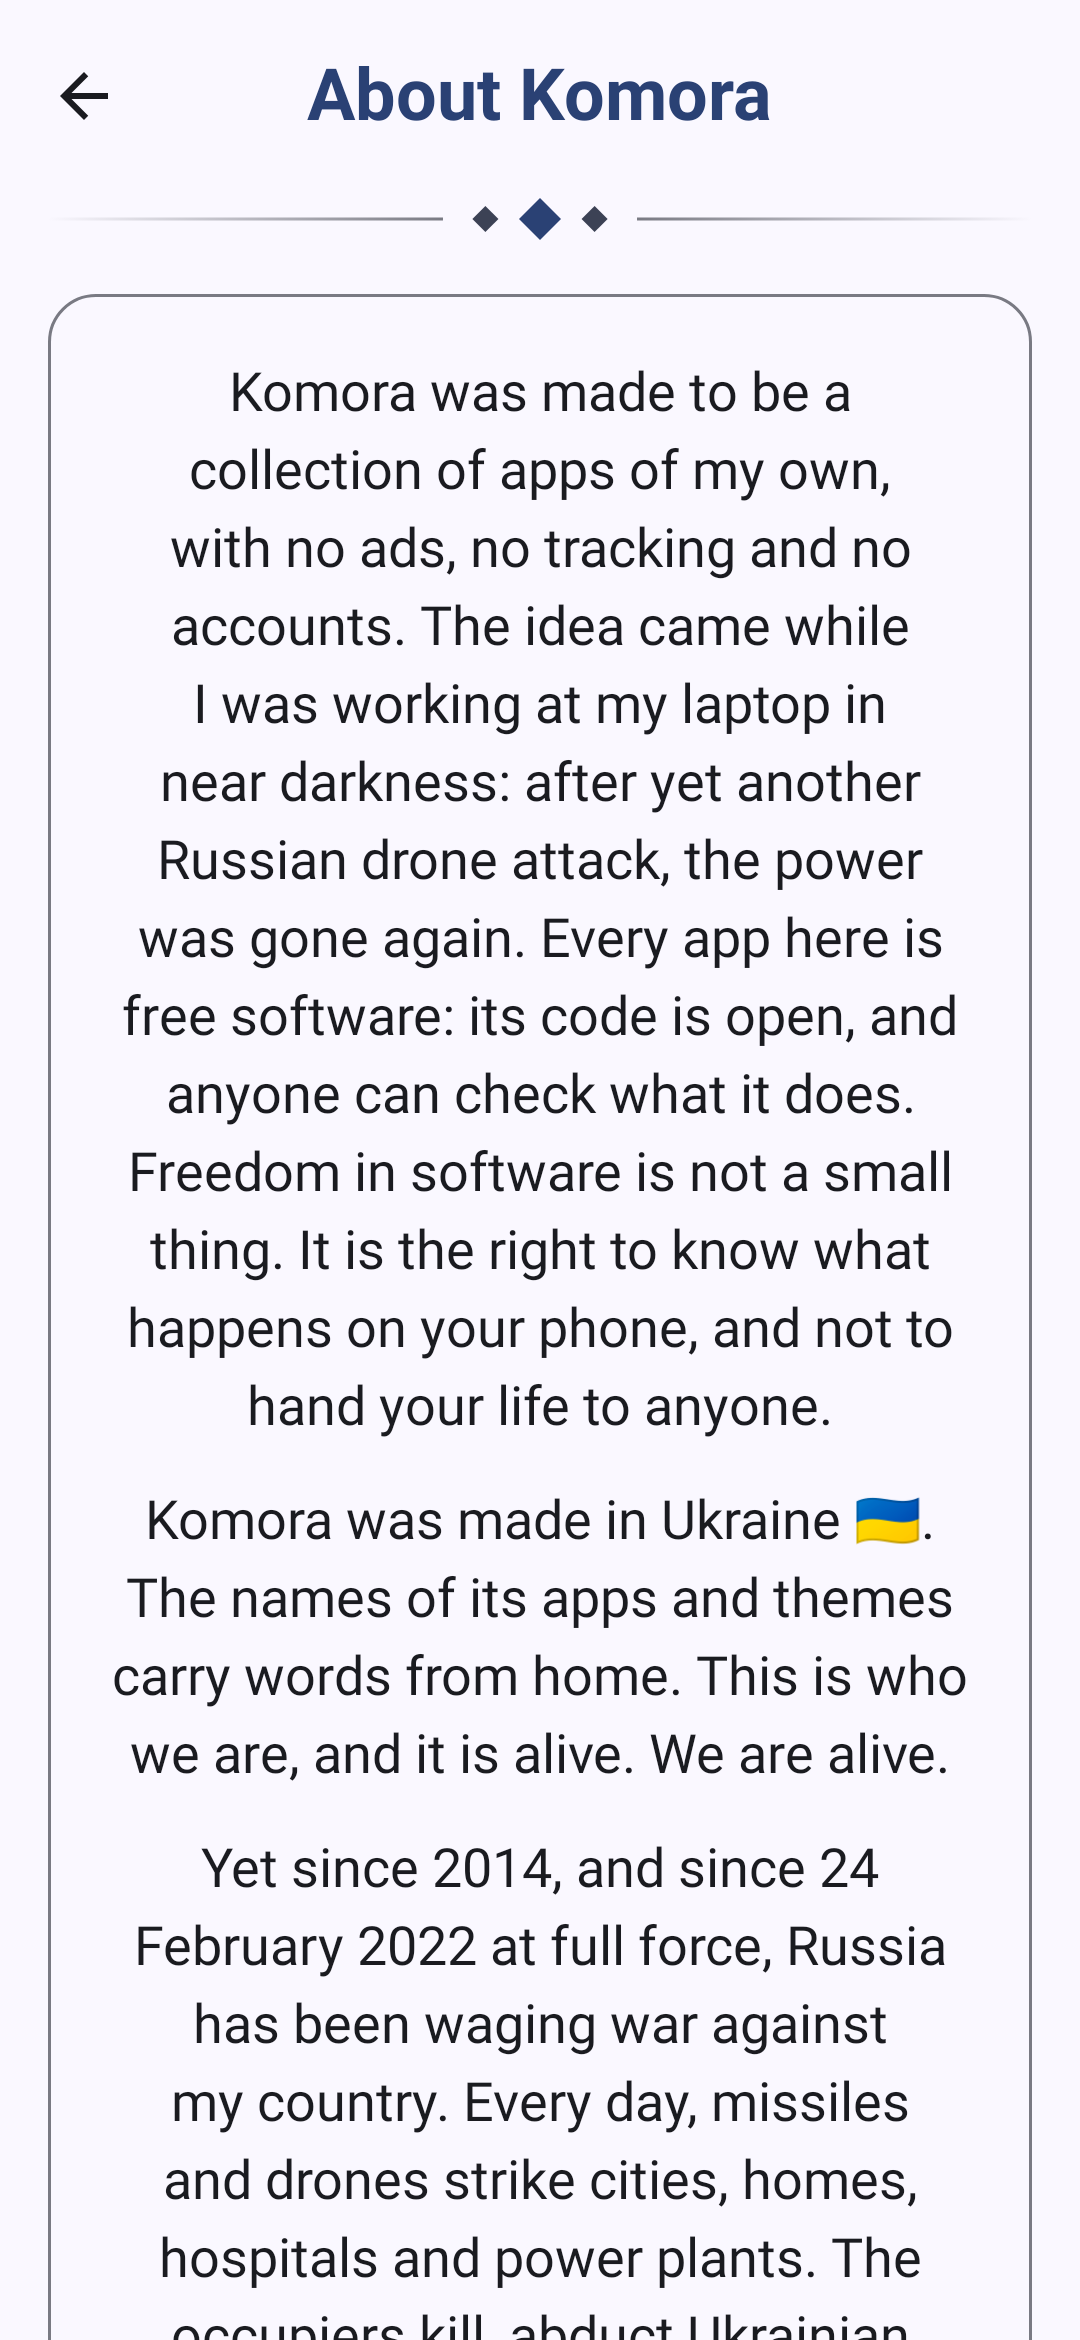 About Komora
Komora was made to be a
collection of apps of my own,
with no ads, no tracking and no
accounts. The idea came while
I was working at my laptop in
near darkness: after yet another
Russian drone attack, the power
was gone again. Every app here is
free software: its code is open, and
anyone can check what it does.
Freedom in software is not a small
thing. It is the right to know what
happens on your phone, and not to
hand your life to anyone.
Komora was made in Ukraine 🇺🇦.
The names of its apps and themes
carry words from home. This is who
we are, and it is alive. We are alive.
Yet since 2014, and since 24
February 2022 at full force, Russia
has been waging war against
my country. Every day, missiles
and drones strike cities, homes,
hospitals and power plants. The
occupiers kill, abduct Ukrainian